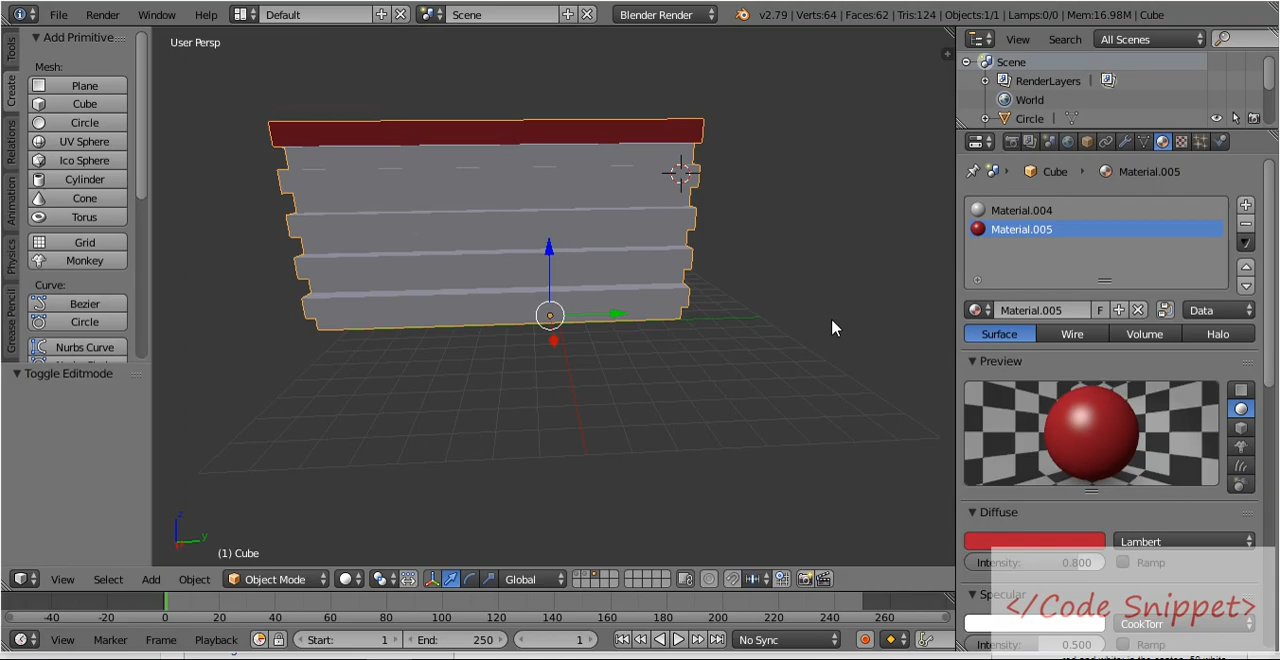 File Render Window Help Default Scene Blender Render v2.79 | Verts:64 | Faces:62 | Tris:124 | Objects:1/1 | Lamps:0/0 | Mem:16.98M | Cube
Tools
Create
Relations
Animation
Physics
Grease Pencil
Add Primitive
Mesh:
Plane
Cube
Circle
UV Sphere
Ico Sphere
Cylinder
Cone
Torus
Grid
Monkey
Curve:
Bezier
Circle
Nurbs Curve
Toggle Editmode
User Persp
z
y
(1) Cube
View Select Add Object Object Mode Global
-40 -20 0 20 40 60 80 100 120 140 160 180 200 220 240 260
View Marker Frame Playback Start: 1 End: 250 1 No Sync
View Search All Scenes
Scene
RenderLayers |
World
Circle |
Cube Material.005
Material.004
Material.005
Material.005 F Data
Surface Wire Volume Halo
Preview
Diffuse
Lambert
Intensity: 0.800 Ramp
Specular
</Code Snippet>
CookTorr
Intensity: 0.500 Ramp